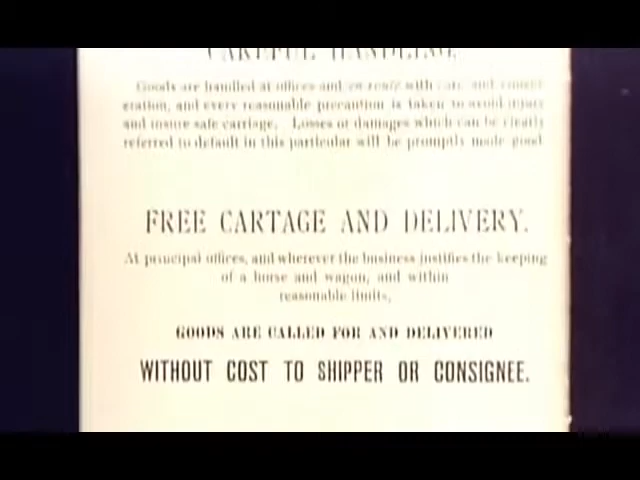 CAREFUL HANDLING.
Goods are handled at offices and en route with care and consid-
eration, and every reasonable precaution is taken to avoid injury
and insure safe carriage. Losses or damages which can be clearly
referred to default in this particular will be promptly made good
FREE CARTAGE AND DELIVERY.
At principal offices, and wherever the business justifies the keeping
of a horse and wagon, and within
reasonable limits,
GOODS ARE CALLED FOR AND DELIVERED
WITHOUT COST TO SHIPPER OR CONSIGNEE.